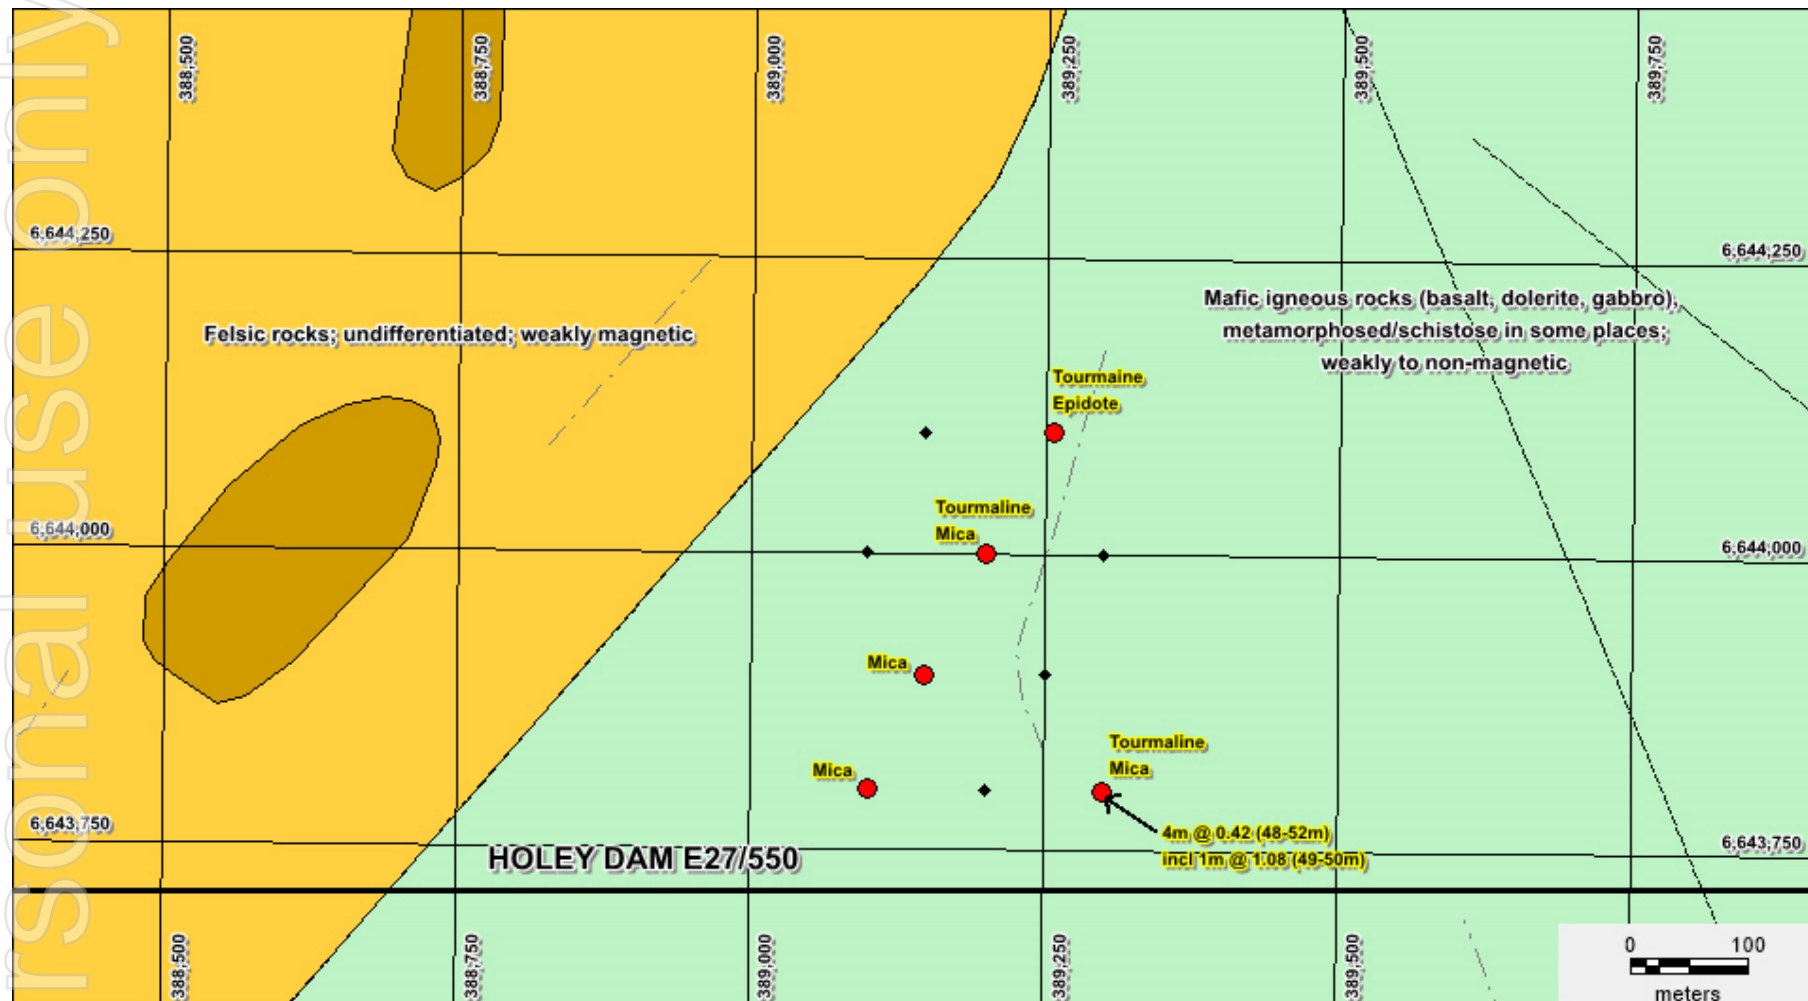 rsonal use only
388,500
388,750
389,000
389,250
389,500
389,750
6,644,250
6,644,250
Mafic igneous rocks (basalt, dolerite, gabbro),
metamorphosed/schistose in some places;
weakly to non-magnetic
Felsic rocks; undifferentiated; weakly magnetic
Tourmaine
Epidote
Tourmaline
Mica
6,644,000
6,644,000
Mica
Tourmaline
Mica
Mica
4m @ 0.42 (48-52m)
incl 1m @ 1.08 (49-50m)
6,643,750
6,643,750
HOLEY DAM E27/550
388,500
388,750
389,000
389,250
389,500
0 100
meters